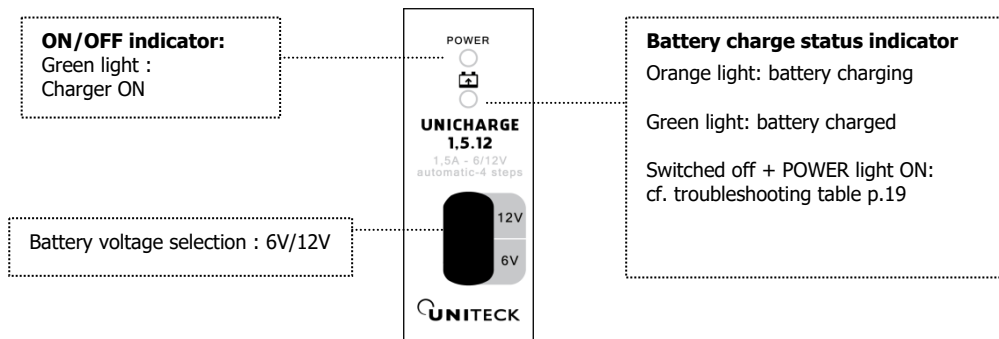 ON/OFF indicator:
Green light :
Charger ON
Battery voltage selection : 6V/12V
POWER
UNICHARGE
1,5.12
1,5A - 6/12V
automatic-4 steps
12V
6V
UNITECK
Battery charge status indicator
Orange light: battery charging
Green light: battery charged
Switched off + POWER light ON:
cf. troubleshooting table p.19